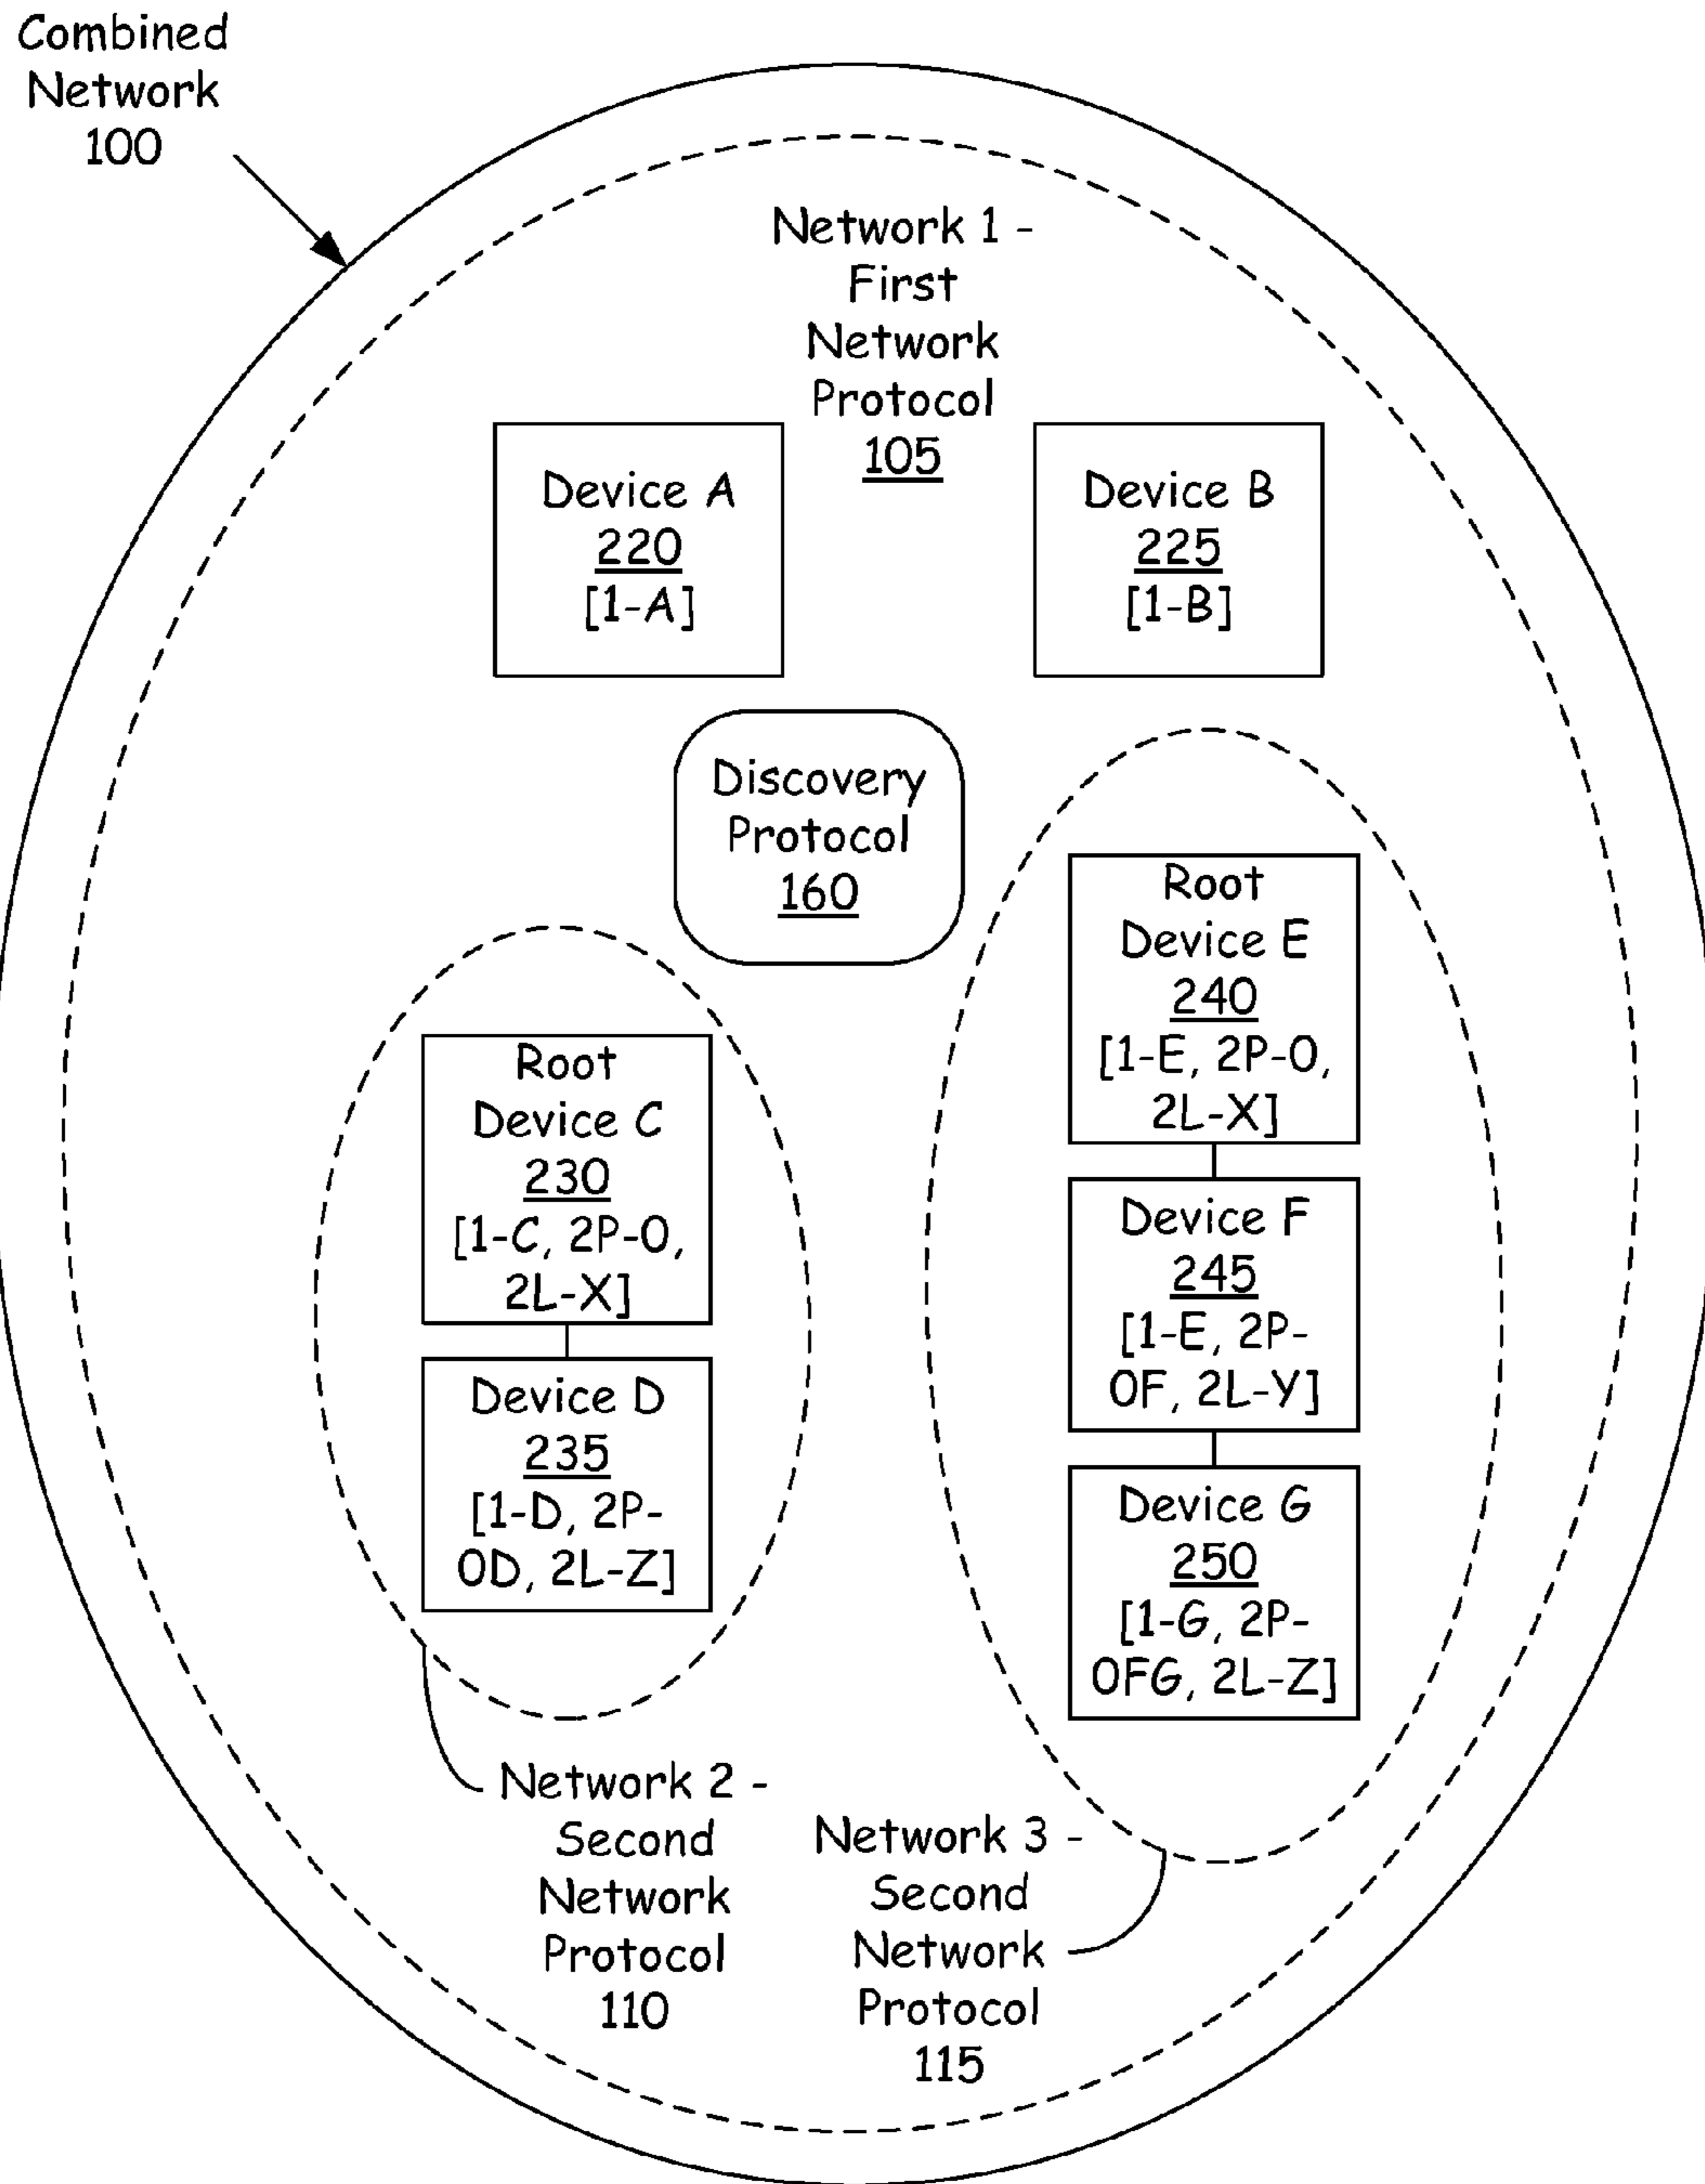 Combined
Network
100
Network 1 -
First
Network
Protocol
105
Device A
220
[1-A]
Device B
225
[1-B]
Discovery
Protocol
160
Root
Device C
230
[1-C, 2P-0,
2L-X]
Device D
235
[1-D, 2P-
0D, 2L-Z]
Root
Device E
240
[1-E, 2P-0,
2L-X]
Device F
245
[1-E, 2P-
0F, 2L-Y]
Device G
250
[1-G, 2P-
0FG, 2L-Z]
Network 2 -
Second
Network
Protocol
110
Network 3 -
Second
Network
Protocol
115